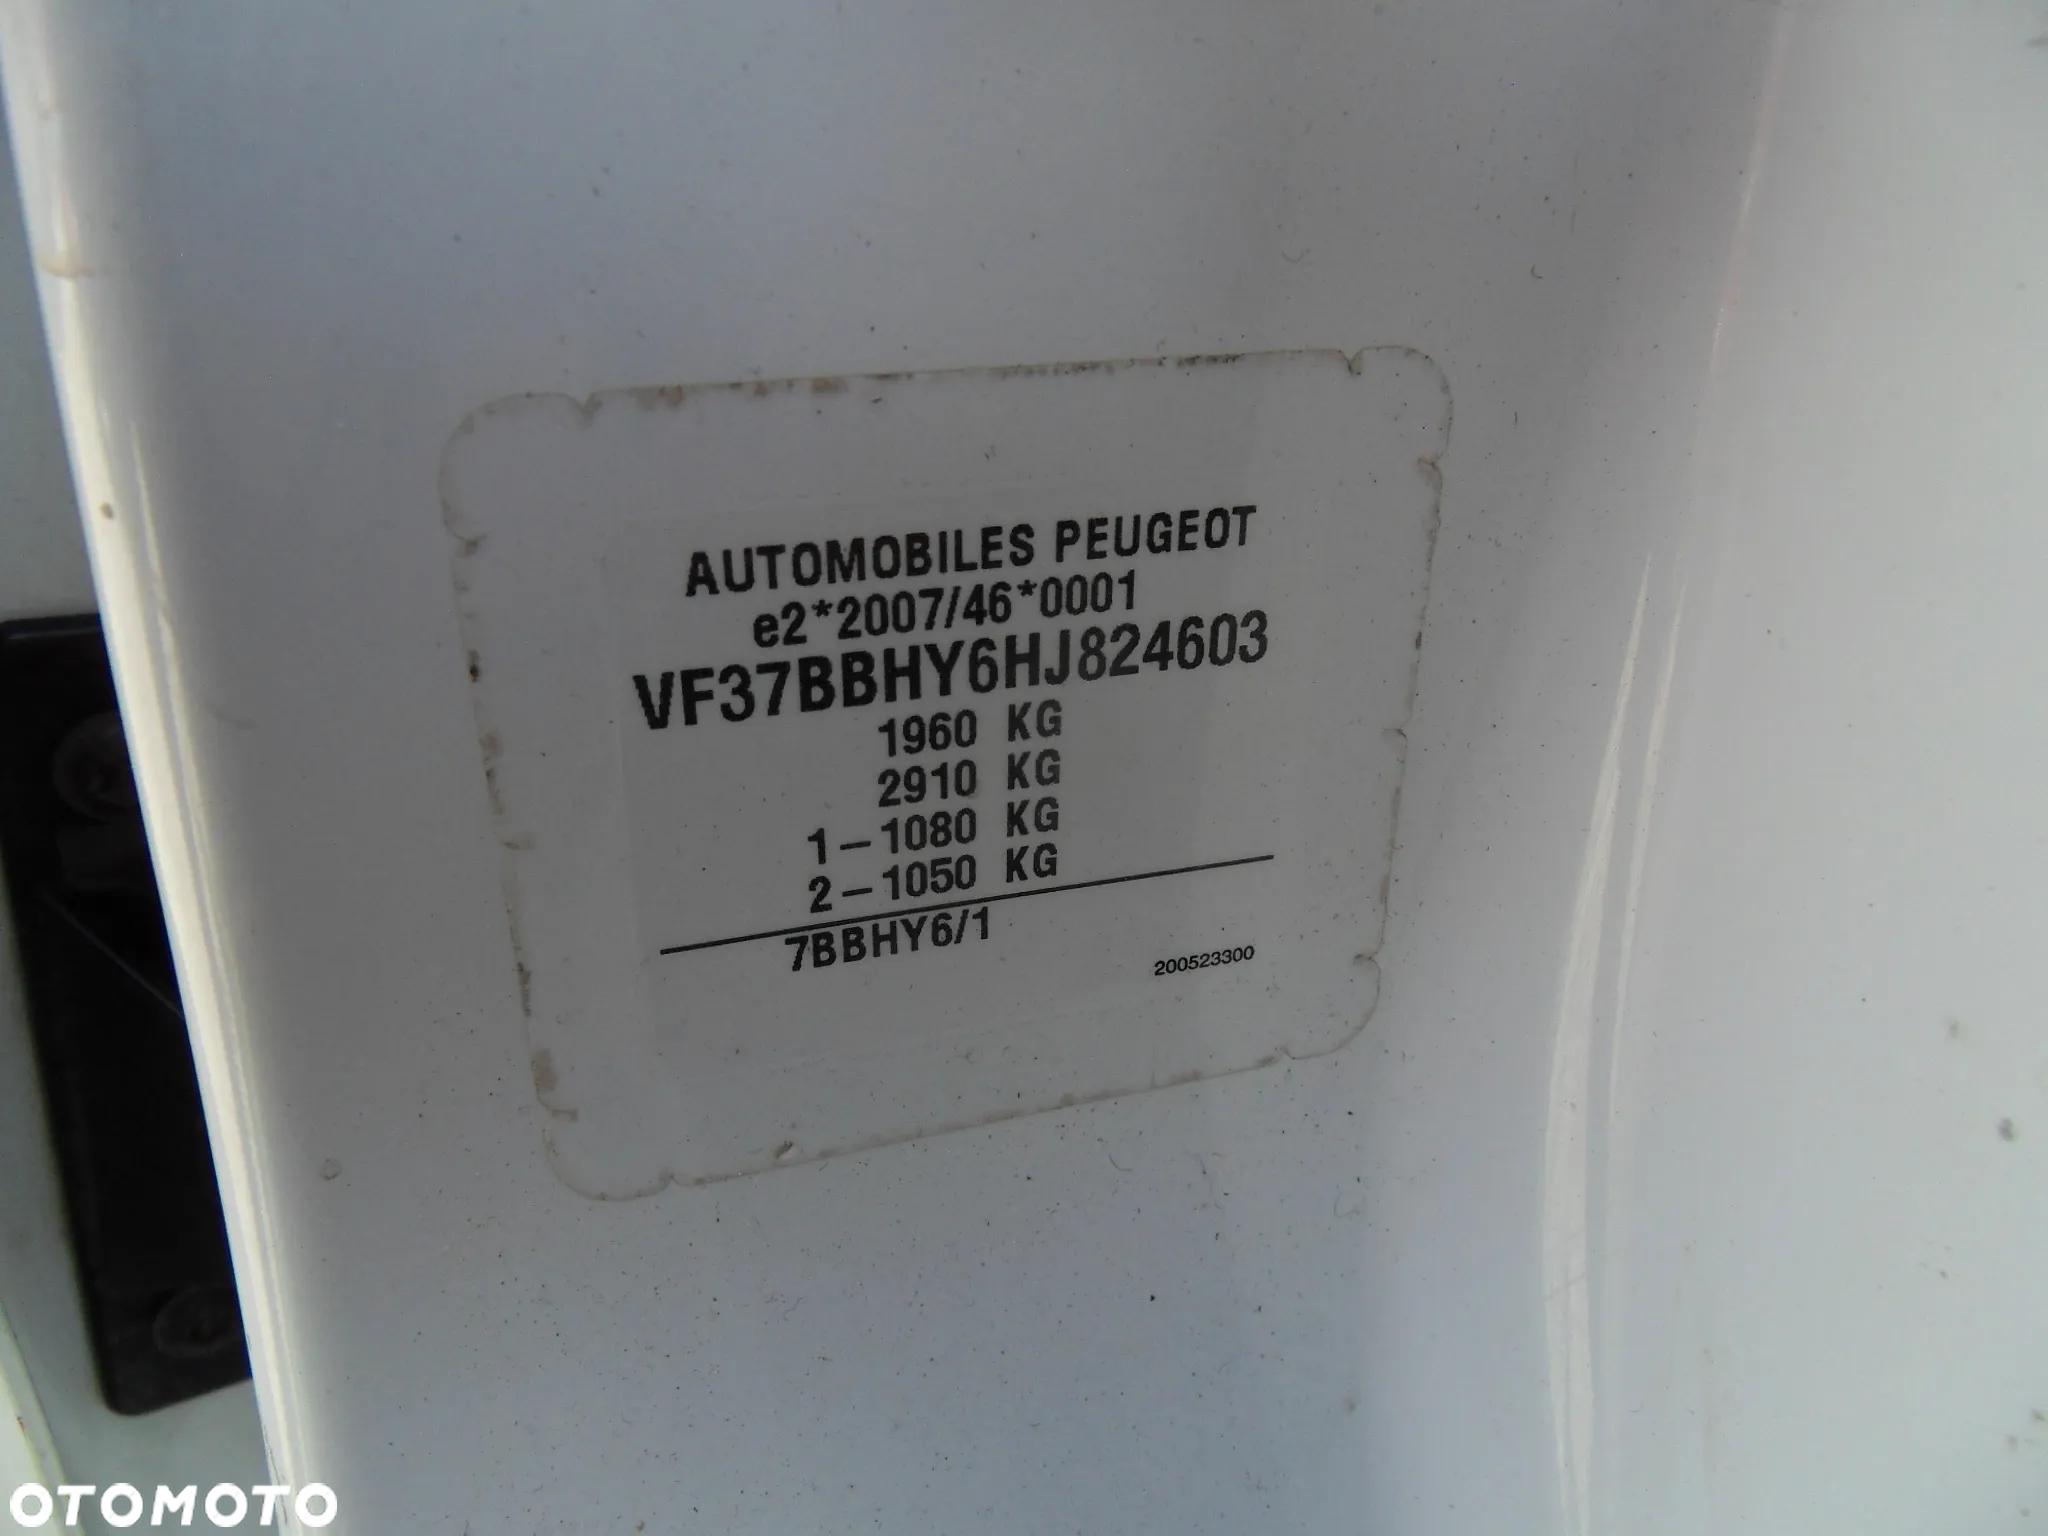 AUTOMOBILES PEUGEOT
e2*2007/46*0001
VF37BBHY6HJ824603
1960 KG
2910 KG
1-1080 KG
2-1050 KG
7BBHY6/1
200523300
OTOMOTO